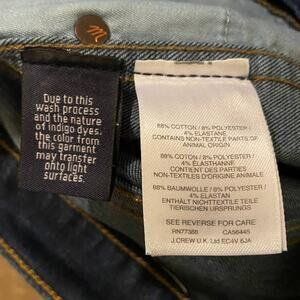 m
Due to this
wash process
and the nature
of indigo dyes,
the color from
this garment
may transfer
onto light
surfaces.
88% COTTON / 8% POLYESTER /
4% ELASTANE
CONTAINS NON-TEXTILE PARTS OF
ANIMAL ORIGIN
88% COTON / 8% POLYESTER /
4% ELASTHANNE
CONTIENT DES PARTIES
NON-TEXTILES D'ORIGINE ANIMALE
88% BAUMWOLLE / 8% POLYESTER /
4% ELASTAN
ENTHÄLT NICHTTEXTILE TEILE
TIERISCHEN URSPRUNGS
SEE REVERSE FOR CARE
RN77388 CA56445
J.CREW U.K. Ltd EC4V 6JA